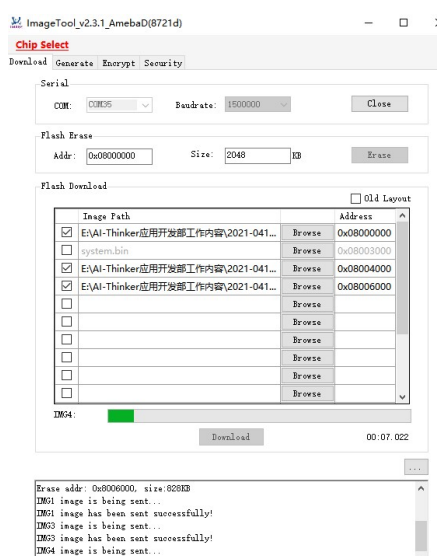 ImageTool_v2.3.1_AmebaD(8721d)
Chip Select
Download Generate Encrypt Security
Serial
COM: COM35 Baudrate: 1500000 Close
Flash Erase
Addr: 0x08000000 Size: 2048 KB Erase
Flash Download
Old Layout
Image Path Address
E:\AI-Thinker应用开发部工作内容\2021-041... Browse 0x08000000
system.bin Browse 0x08003000
E:\AI-Thinker应用开发部工作内容\2021-041... Browse 0x08004000
E:\AI-Thinker应用开发部工作内容\2021-041... Browse 0x08006000
Browse
Browse
Browse
Browse
Browse
Browse
IMG4:
Download 00:07.022
...
Erase addr: 0x8006000, size:828KB
IMG1 image is being sent...
IMG1 image has been sent successfully!
IMG3 image is being sent...
IMG3 image has been sent successfully!
IMG4 image is being sent...